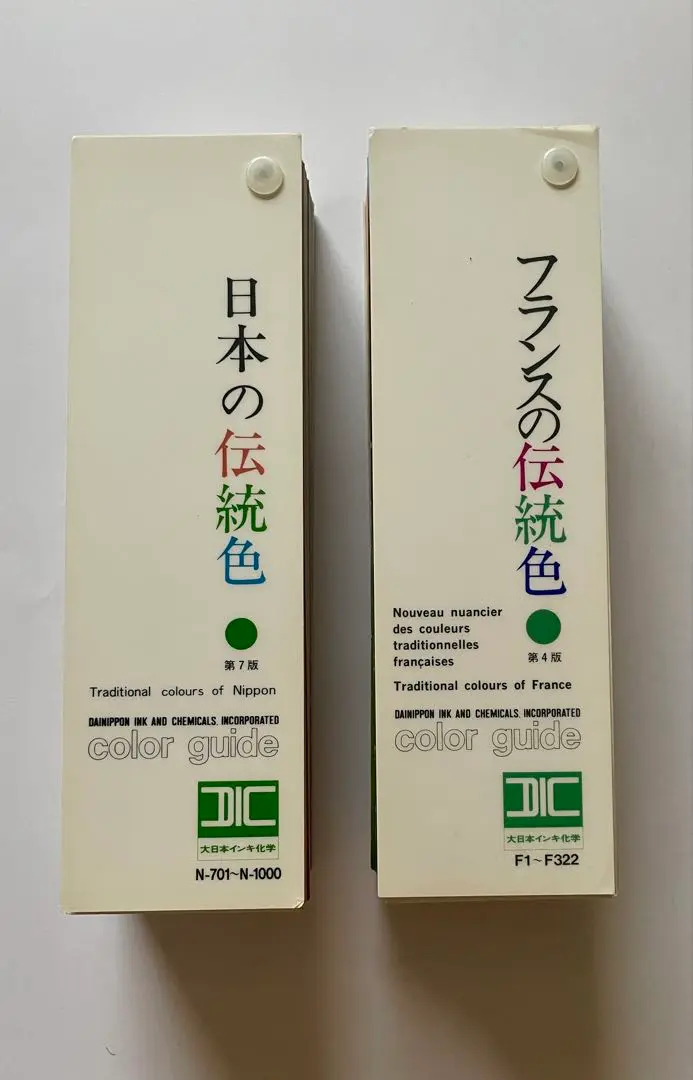 日本の伝統色
第7版
Traditional colours of Nippon
DAINIPPON INK AND CHEMICALS, INCORPORATED
color guide
DIC
大日本インキ化学
N-701~N-1000
フランスの伝統色
Nouveau nuancier
des couleurs
traditionnelles
françaises
第4版
Traditional colours of France
DAINIPPON INK AND CHEMICALS, INCORPORATED
color guide
DIC
大日本インキ化学
F1~F322